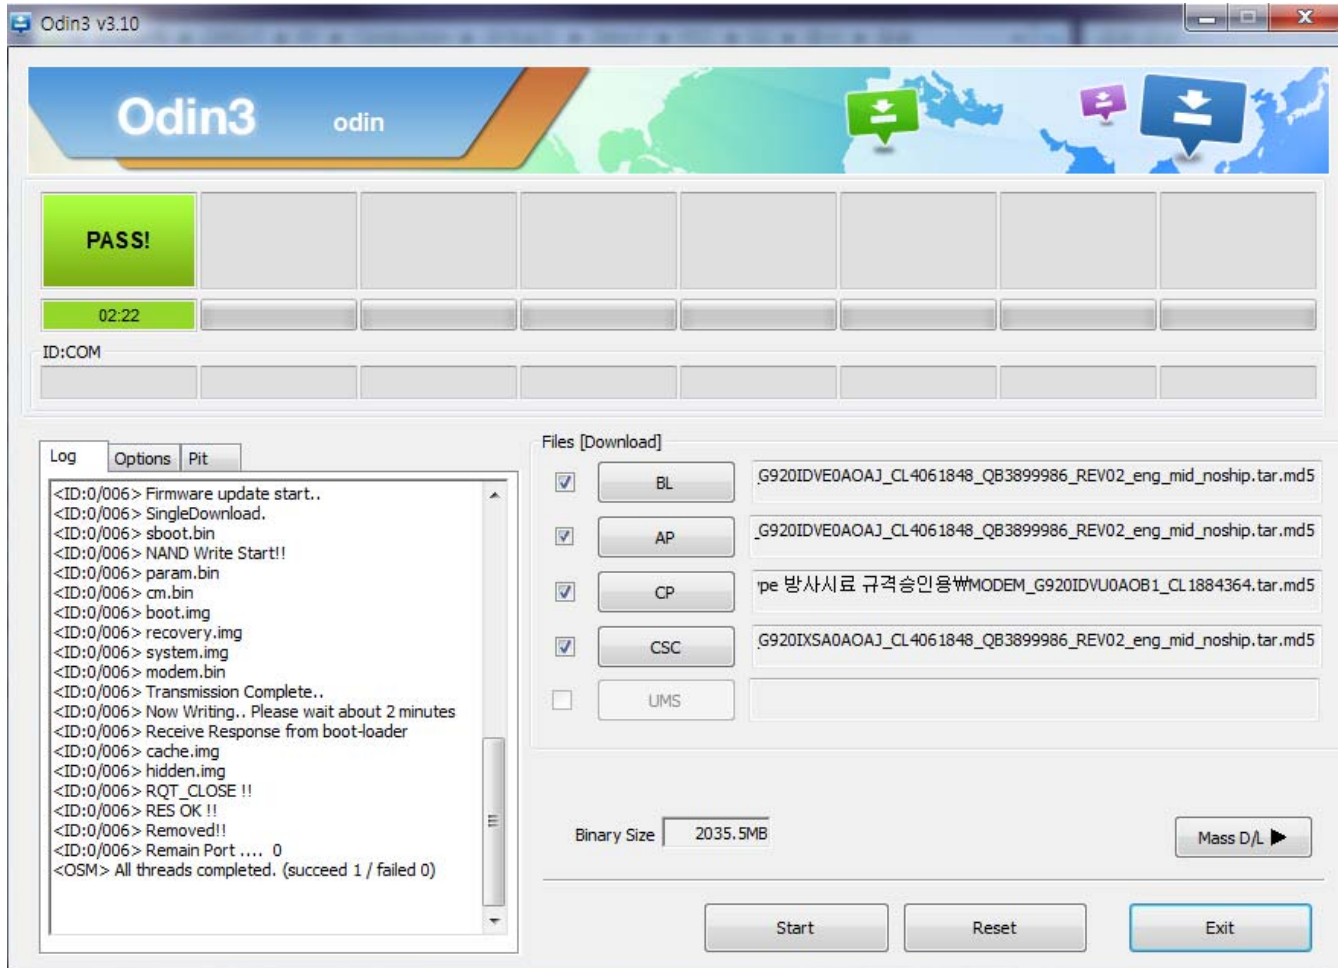 Odin3 v3.10
Odin3 odin
PASS!
02:22
ID:COM
Log Options Pit
<ID:0/006> Firmware update start..
<ID:0/006> SingleDownload.
<ID:0/006> sboot.bin
<ID:0/006> NAND Write Start!!
<ID:0/006> param.bin
<ID:0/006> cm.bin
<ID:0/006> boot.img
<ID:0/006> recovery.img
<ID:0/006> system.img
<ID:0/006> modem.bin
<ID:0/006> Transmission Complete..
<ID:0/006> Now Writing.. Please wait about 2 minutes
<ID:0/006> Receive Response from boot-loader
<ID:0/006> cache.img
<ID:0/006> hidden.img
<ID:0/006> RQT_CLOSE !!
<ID:0/006> RES OK !!
<ID:0/006> Removed!!
<ID:0/006> Remain Port .... 0
<OSM> All threads completed. (succeed 1 / failed 0)
Files [Download]
BL _G920IDVE0AOAJ_CL4061848_QB3899986_REV02_eng_mid_noship.tar.md5
AP _G920IDVE0AOAJ_CL4061848_QB3899986_REV02_eng_mid_noship.tar.md5
CP pe 방사시료 규격승인용₩MODEM_G920IDVU0AOB1_CL1884364.tar.md5
CSC _G920IXSA0AOAJ_CL4061848_QB3899986_REV02_eng_mid_noship.tar.md5
UMS
Binary Size 2035.5MB
Mass D/L ▶
Start Reset Exit